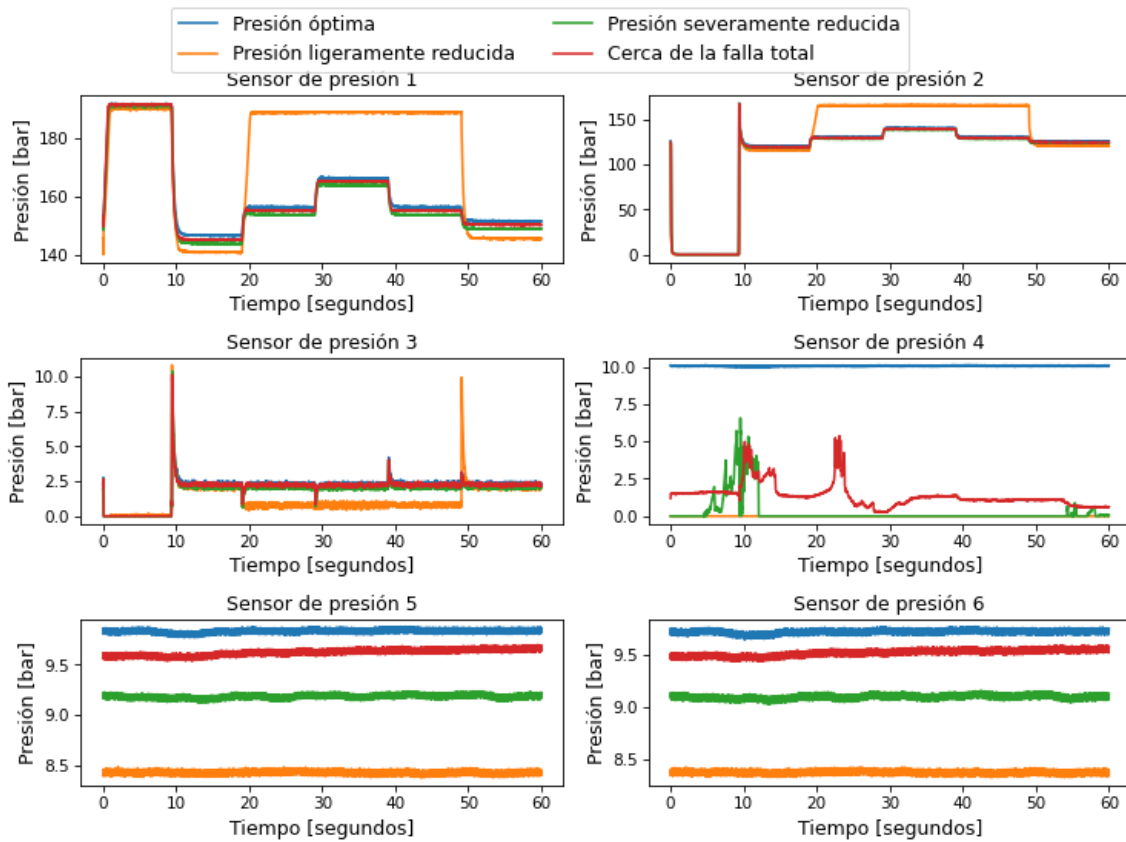 Presión óptima
Presión ligeramente reducida
Presión severamente reducida
Cerca de la falla total
Sensor de presión 1
Presión [bar]
180
160
140
0 10 20 30 40 50 60
Tiempo [segundos]
Sensor de presión 2
Presión [bar]
150
100
50
0
0 10 20 30 40 50 60
Tiempo [segundos]
Sensor de presión 3
Presión [bar]
10.0
7.5
5.0
2.5
0.0
0 10 20 30 40 50 60
Tiempo [segundos]
Sensor de presión 4
Presión [bar]
10.0
7.5
5.0
2.5
0.0
0 10 20 30 40 50 60
Tiempo [segundos]
Sensor de presión 5
Presión [bar]
9.5
9.0
8.5
0 10 20 30 40 50 60
Tiempo [segundos]
Sensor de presión 6
Presión [bar]
9.5
9.0
8.5
0 10 20 30 40 50 60
Tiempo [segundos]